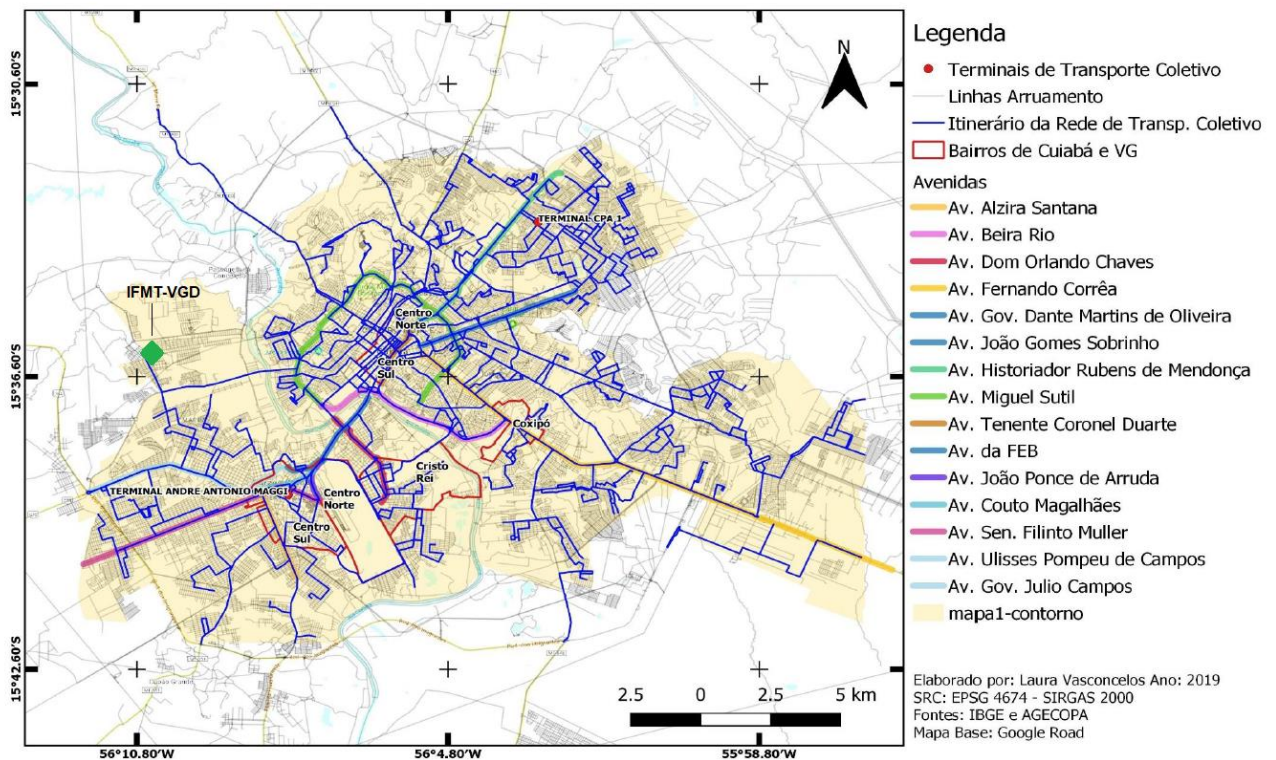 N
15°30.60'S
15°36.60'S
15°42.60'S
56°10.80'W
56°4.80'W
55°58.80'W
TERMINAL CPA 1
IFMT-VGD
Centro
Norte
Centro
Sul
Coxipó
Cristo
Rei
TERMINAL ANDRE ANTONIO MAGGI
Centro
Norte
Centro
Sul
2.5 0 2.5 5 km
Legenda
Terminais de Transporte Coletivo
Linhas Arruamento
Itinerário da Rede de Transp. Coletivo
Bairros de Cuiabá e VG
Avenidas
Av. Alzira Santana
Av. Beira Rio
Av. Dom Orlando Chaves
Av. Fernando Corrêa
Av. Gov. Dante Martins de Oliveira
Av. João Gomes Sobrinho
Av. Historiador Rubens de Mendonça
Av. Miguel Sutil
Av. Tenente Coronel Duarte
Av. da FEB
Av. João Ponce de Arruda
Av. Couto Magalhães
Av. Sen. Filinto Muller
Av. Ulisses Pompeu de Campos
Av. Gov. Julio Campos
mapa1-contorno
Elaborado por: Laura Vasconcelos Ano: 2019
SRC: EPSG 4674 - SIRGAS 2000
Fontes: IBGE e AGECOPA
Mapa Base: Google Road